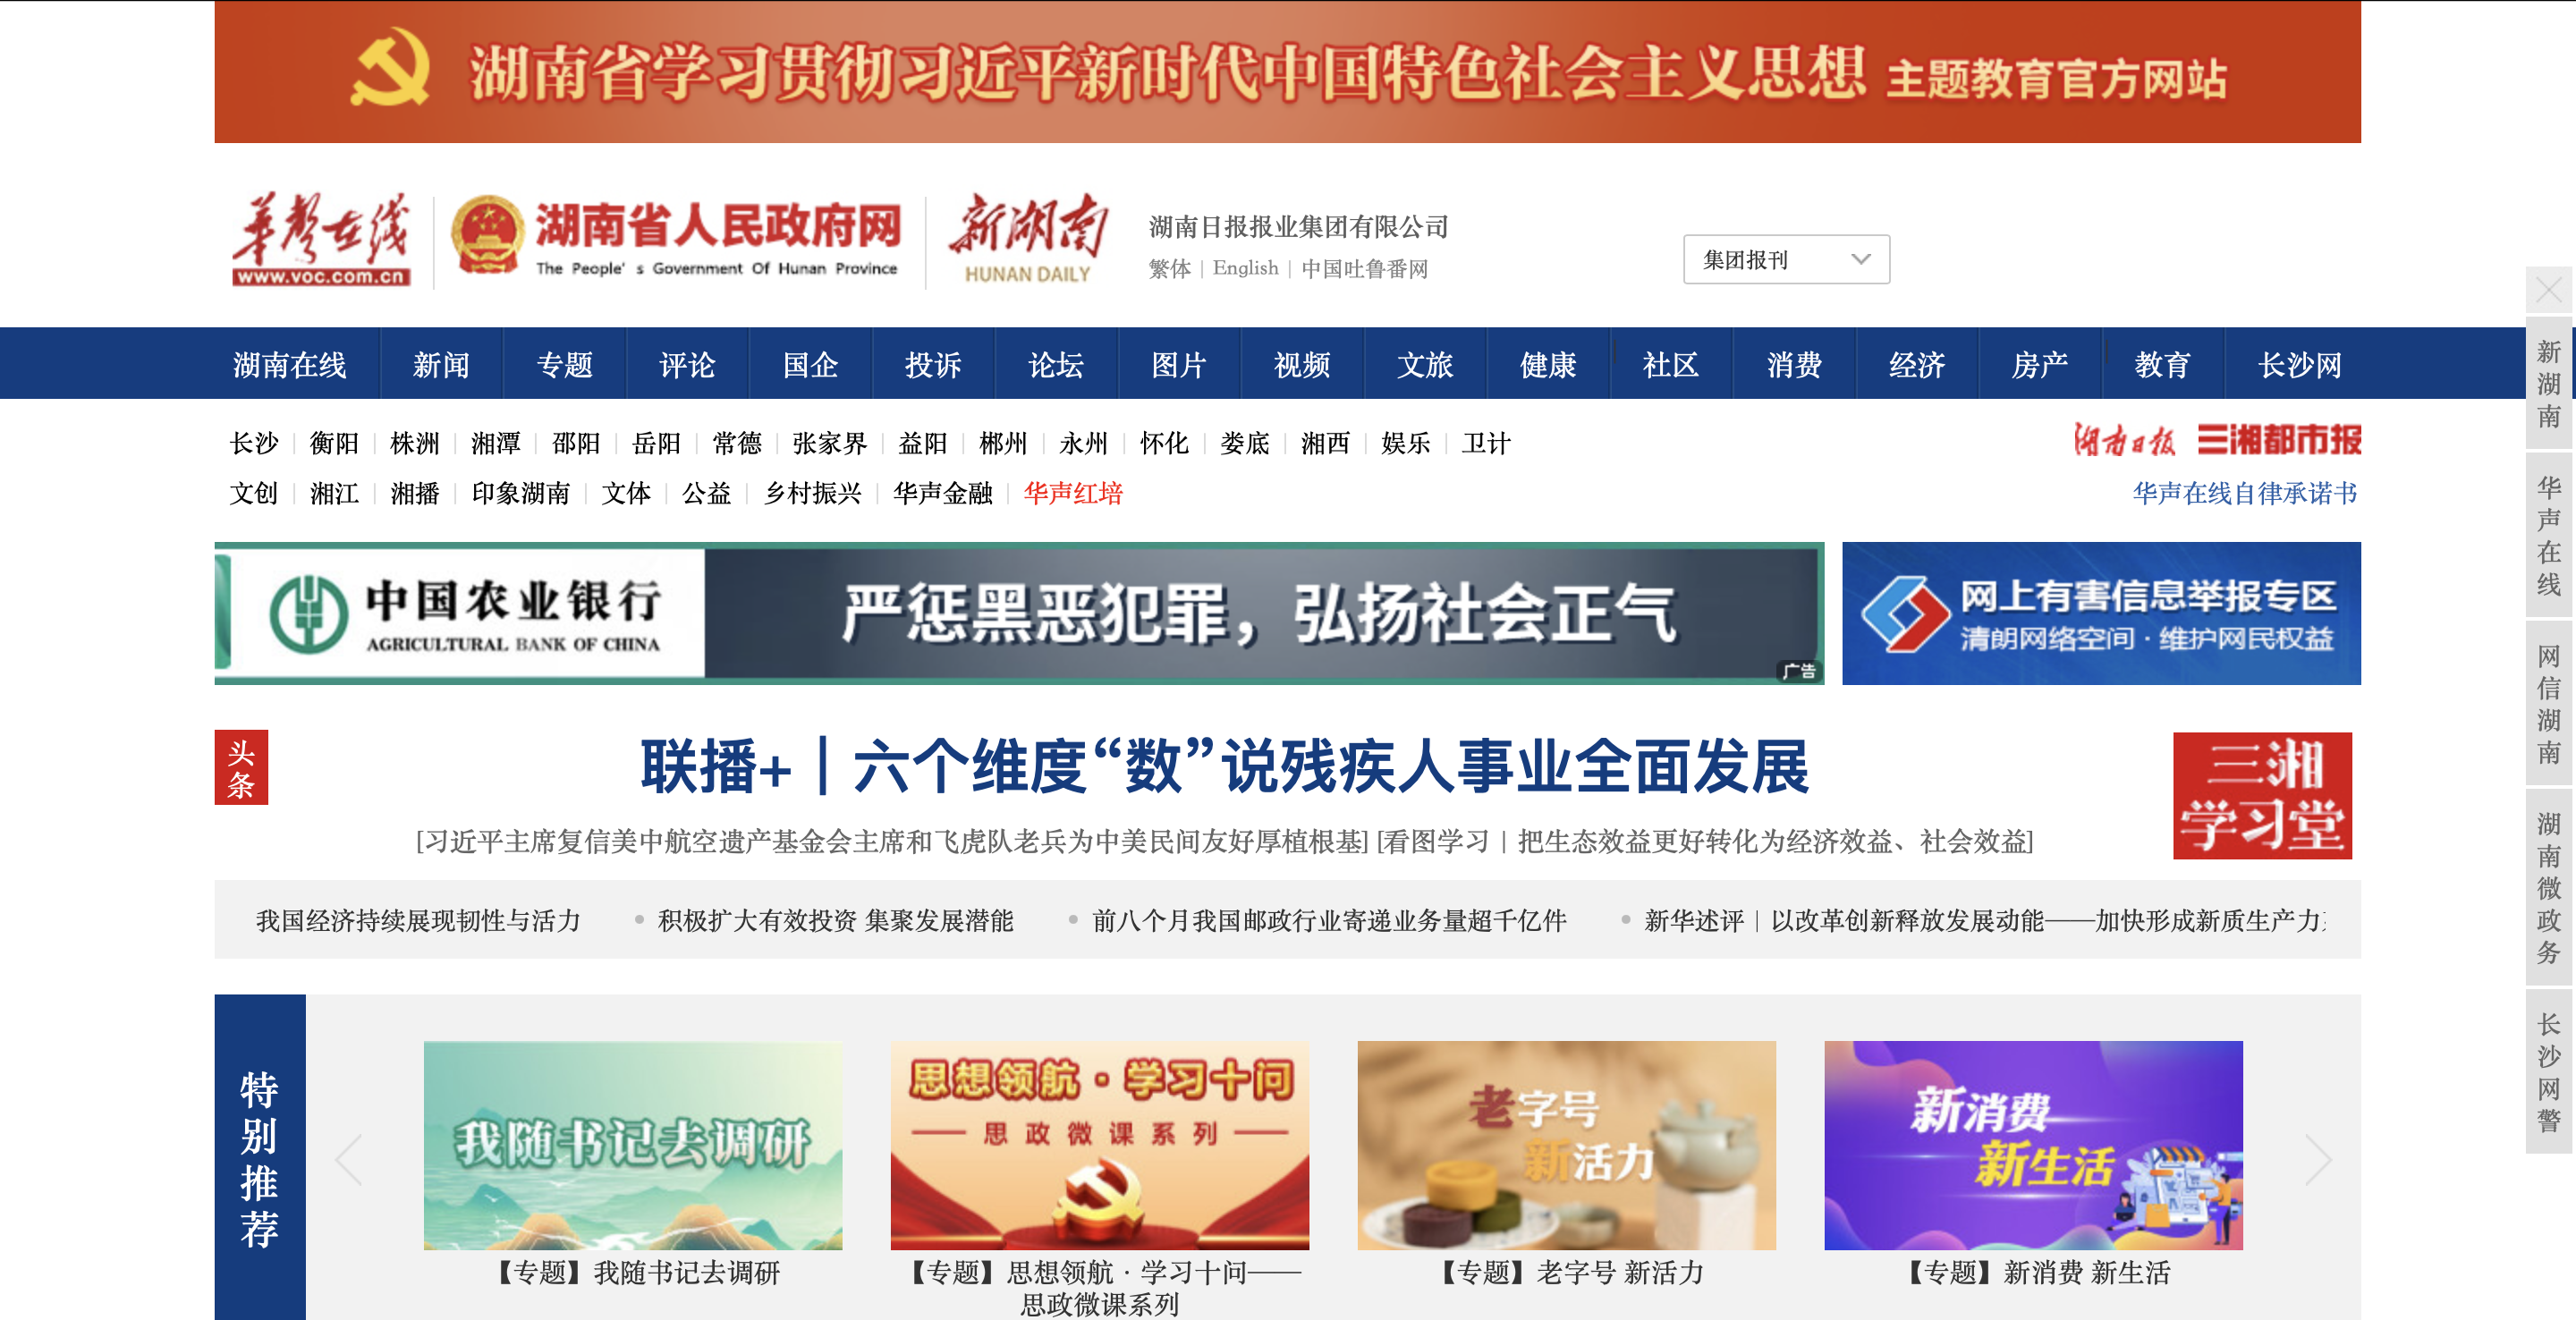 湖南省学习贯彻习近平新时代中国特色社会主义思想 主题教育官方网站
华声在线
www.voc.com.cn
湖南省人民政府网
The People's Government Of Hunan Province
新湖南
HUNAN DAILY
湖南日报报业集团有限公司
繁体 | English | 中国吐鲁番网
集团报刊
湖南在线 新闻 专题 评论 国企 投诉 论坛 图片 视频 文旅 健康 社区 消费 经济 房产 教育 长沙网
长沙 | 衡阳 | 株洲 | 湘潭 | 邵阳 | 岳阳 | 常德 | 张家界 | 益阳 | 郴州 | 永州 | 怀化 | 娄底 | 湘西 | 娱乐 | 卫计
湖南日报 三湘都市报
文创 | 湘江 | 湘播 | 印象湖南 | 文体 | 公益 | 乡村振兴 | 华声金融 | 华声红培
华声在线自律承诺书
中国农业银行
AGRICULTURAL BANK OF CHINA
严惩黑恶犯罪，弘扬社会正气
广告
网上有害信息举报专区
清朗网络空间·维护网民权益
头条
联播+｜六个维度“数”说残疾人事业全面发展
[习近平主席复信美中航空遗产基金会主席和飞虎队老兵为中美民间友好厚植根基] [看图学习｜把生态效益更好转化为经济效益、社会效益]
三湘
学习堂
我国经济持续展现韧性与活力 • 积极扩大有效投资 集聚发展潜能 • 前八个月我国邮政行业寄递业务量超千亿件 • 新华述评｜以改革创新释放发展动能——加快形成新质生产力
特别推荐
我随书记去调研
【专题】我随书记去调研
思想领航·学习十问
思政微课系列
【专题】思想领航·学习十问——
思政微课系列
老字号
新活力
【专题】老字号 新活力
新消费
新生活
【专题】新消费 新生活
新湖南
华声在线
网信湖南
湖南微政务
长沙网警